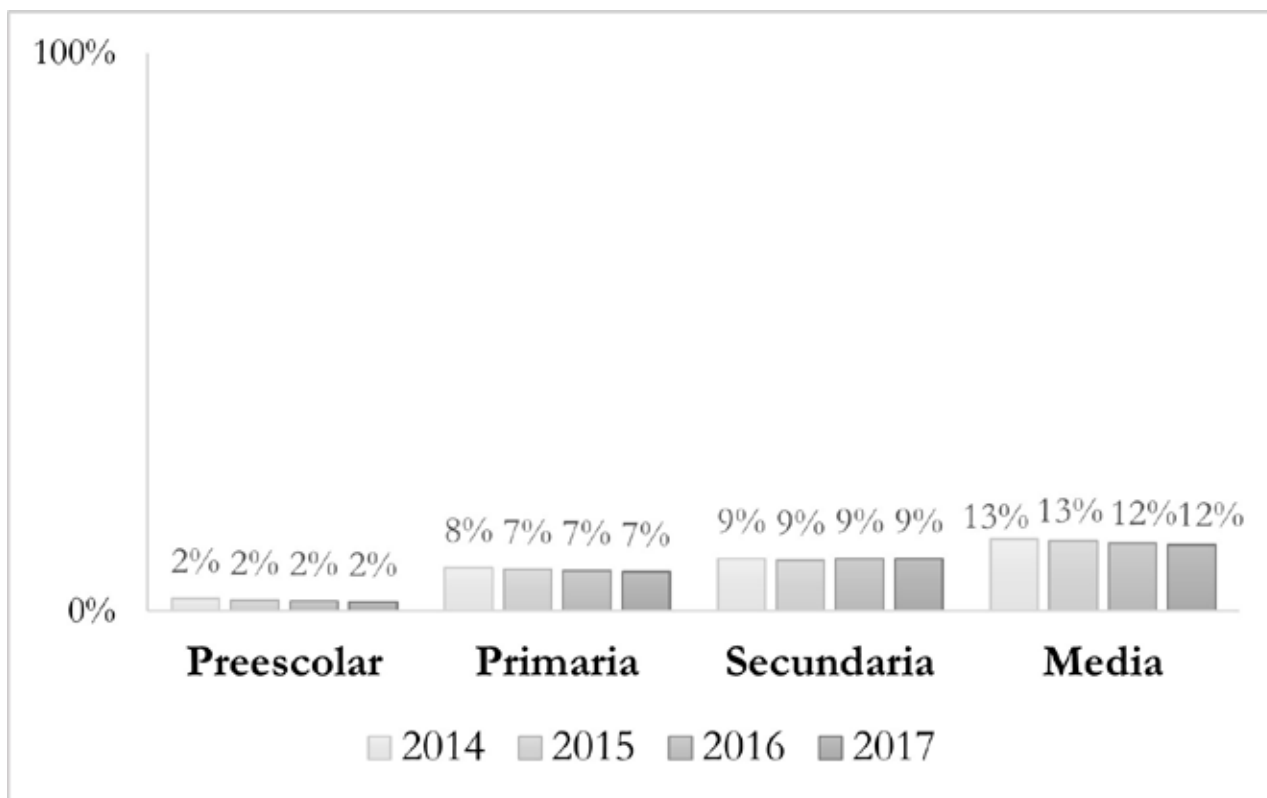 100%
13% 13% 12% 12%
8% 7% 7% 7% 9% 9% 9% 9%
2% 2% 2% 2%
0%
Preescolar Primaria Secundaria Media
2014 2015 2016 2017